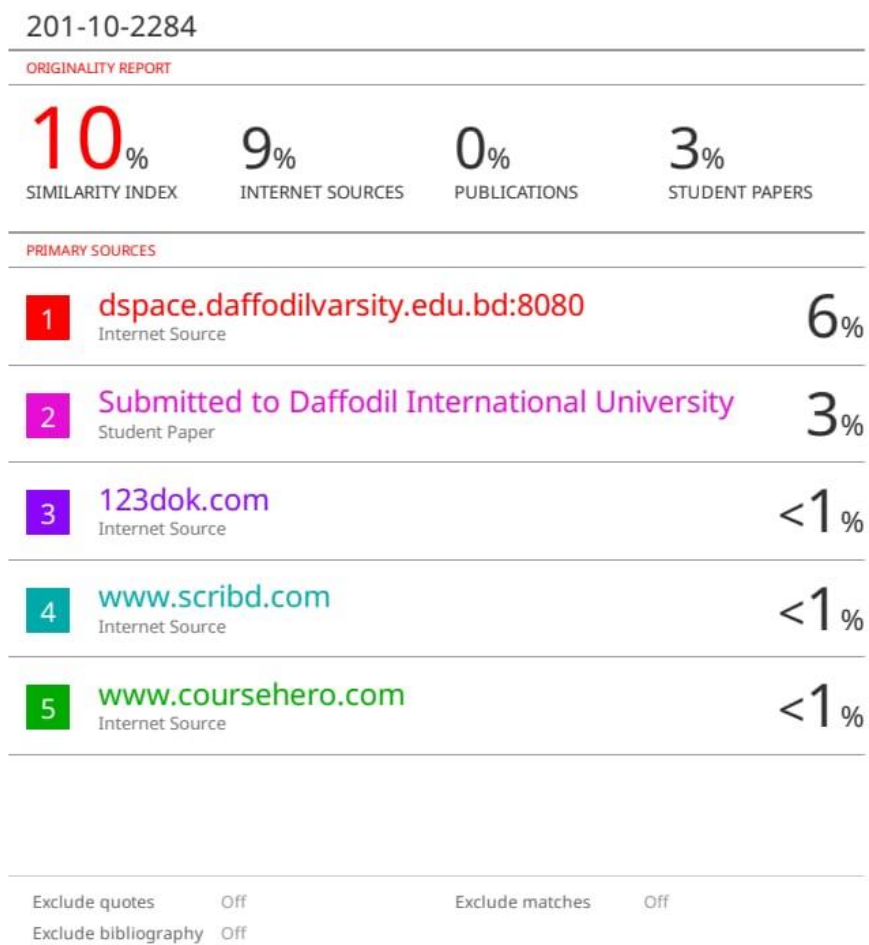 201-10-2284
ORIGINALITY REPORT
10% 9% 0% 3%
SIMILARITY INDEX INTERNET SOURCES PUBLICATIONS STUDENT PAPERS
PRIMARY SOURCES
1 dspace.daffodilvarsity.edu.bd:8080 6%
Internet Source
2 Submitted to Daffodil International University 3%
Student Paper
3 123dok.com <1%
Internet Source
4 www.scribd.com <1%
Internet Source
5 www.coursehero.com <1%
Internet Source
Exclude quotes Off Exclude matches Off
Exclude bibliography Off